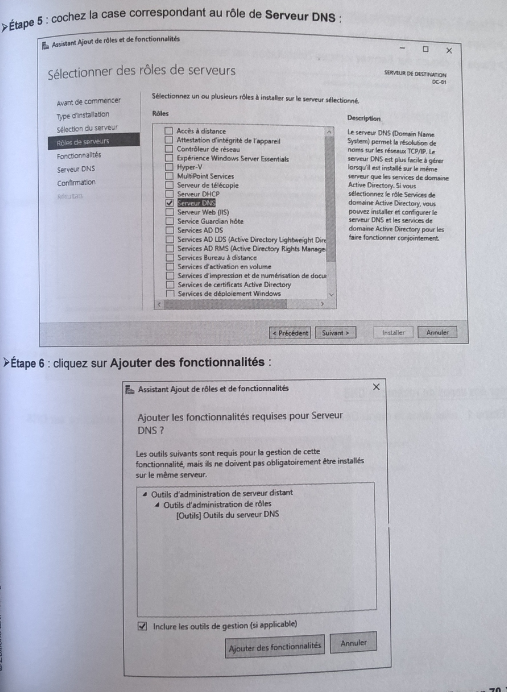 ➢Étape 5 : cochez la case correspondant au rôle de Serveur DNS :
Assistant Ajout de rôles et de fonctionnalités
Sélectionner des rôles de serveurs
SERVEUR DE DESTINATION
DC-01
Avant de commencer
Type d'installation
Sélection du serveur
Rôles de serveurs
Fonctionnalités
Serveur DNS
Confirmation
Sélectionnez un ou plusieurs rôles à installer sur le serveur sélectionné.
Rôles
Accès à distance
Attestation d'intégrité de l'appareil
Contrôleur de réseau
Expérience Windows Server Essentials
Hyper-V
MultiPoint Services
Serveur de télécopie
Serveur DHCP
Serveur DNS
Serveur Web (IIS)
Service Guardian hôte
Services AD DS
Services AD LDS (Active Directory Lightweight Dire
Services AD RMS (Active Directory Rights Manage
Services Bureau à distance
Services d'activation en volume
Services d'impression et de numérisation de docu
Services de certificats Active Directory
Services de déploiement Windows
Description
Le serveur DNS (Domain Name
System) permet la résolution de
noms sur les réseaux TCP/IP. Le
serveur DNS est plus facile à gérer
lorsqu'il est installé sur le même
serveur que les services de domaine
Active Directory. Si vous
sélectionnez le rôle Services de
domaine Active Directory, vous
pouvez installer et configurer le
serveur DNS et les services de
domaine Active Directory pour les
faire fonctionner conjointement.
< Précédent
Suivant >
Installer
Annuler
➢Étape 6 : cliquez sur Ajouter des fonctionnalités :
Assistant Ajout de rôles et de fonctionnalités
Ajouter les fonctionnalités requises pour Serveur
DNS ?
Les outils suivants sont requis pour la gestion de cette
fonctionnalité, mais ils ne doivent pas obligatoirement être installés
sur le même serveur.
Outils d'administration de serveur distant
Outils d'administration de rôles
[Outils] Outils du serveur DNS
Inclure les outils de gestion (si applicable)
Ajouter des fonctionnalités
Annuler